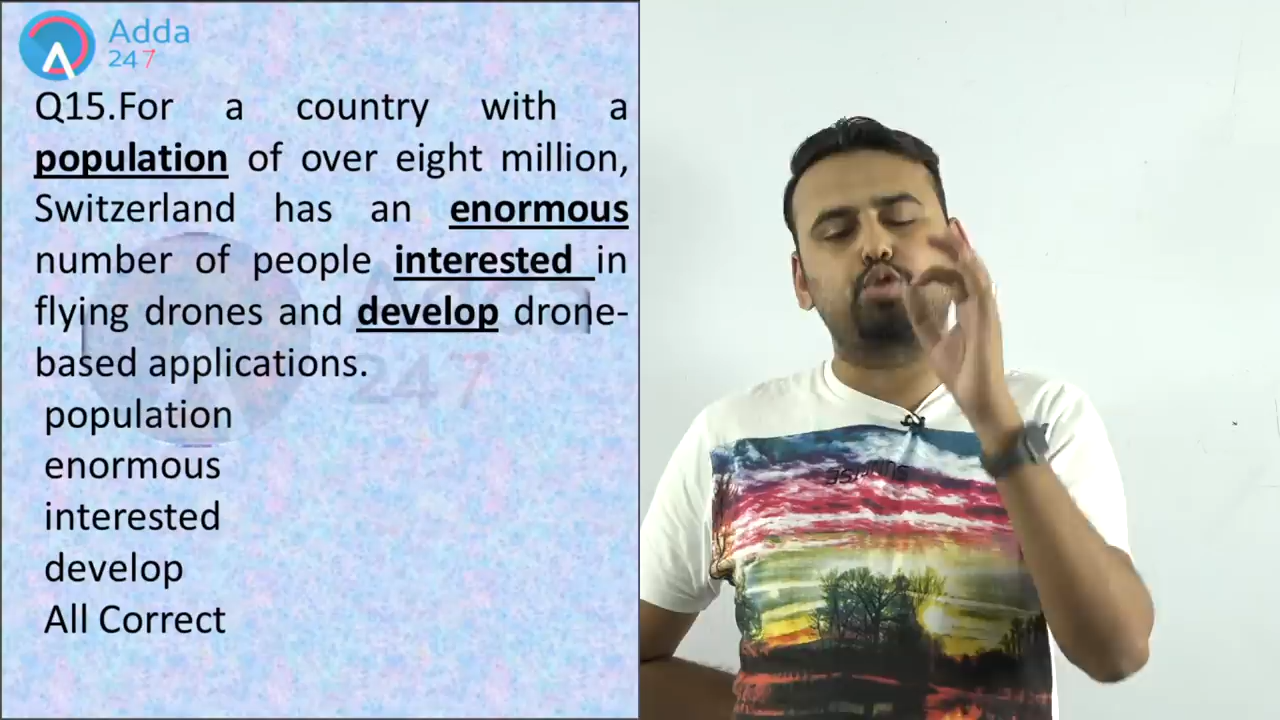 Adda
247
Q15.For a country with a
population of over eight million,
Switzerland has an enormous
number of people interested in
flying drones and develop drone-
based applications.
population
enormous
interested
develop
All Correct